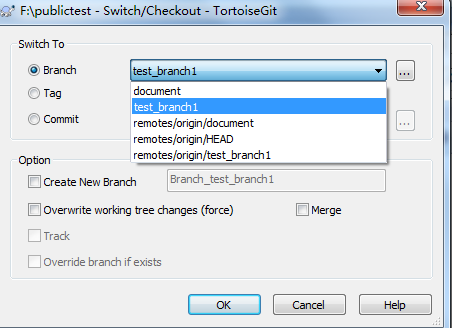 F:\publictest - Switch/Checkout - TortoiseGit
Switch To
Branch
test_branch1
...
Tag
document
test_branch1
Commit
remotes/origin/document
...
remotes/origin/HEAD
remotes/origin/test_branch1
Option
Create New Branch
Branch_test_branch1
Overwrite working tree changes (force)
Merge
Track
Override branch if exists
OK
Cancel
Help